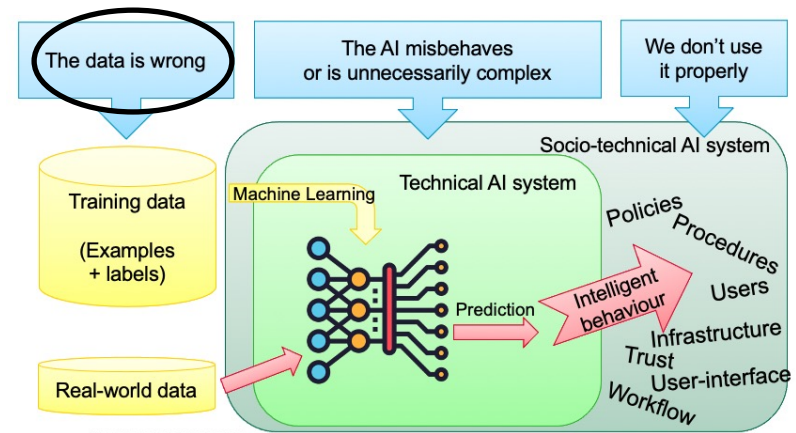 The data is wrong
The AI misbehaves
or is unnecessarily complex
We don't use
it properly
Socio-technical AI system
Training data
(Examples
+ labels)
Machine Learning
Technical AI system
Policies
Procedures
Prediction
Intelligent
behaviour
Users
Infrastructure
Trust
User-interface
Workflow
Real-world data